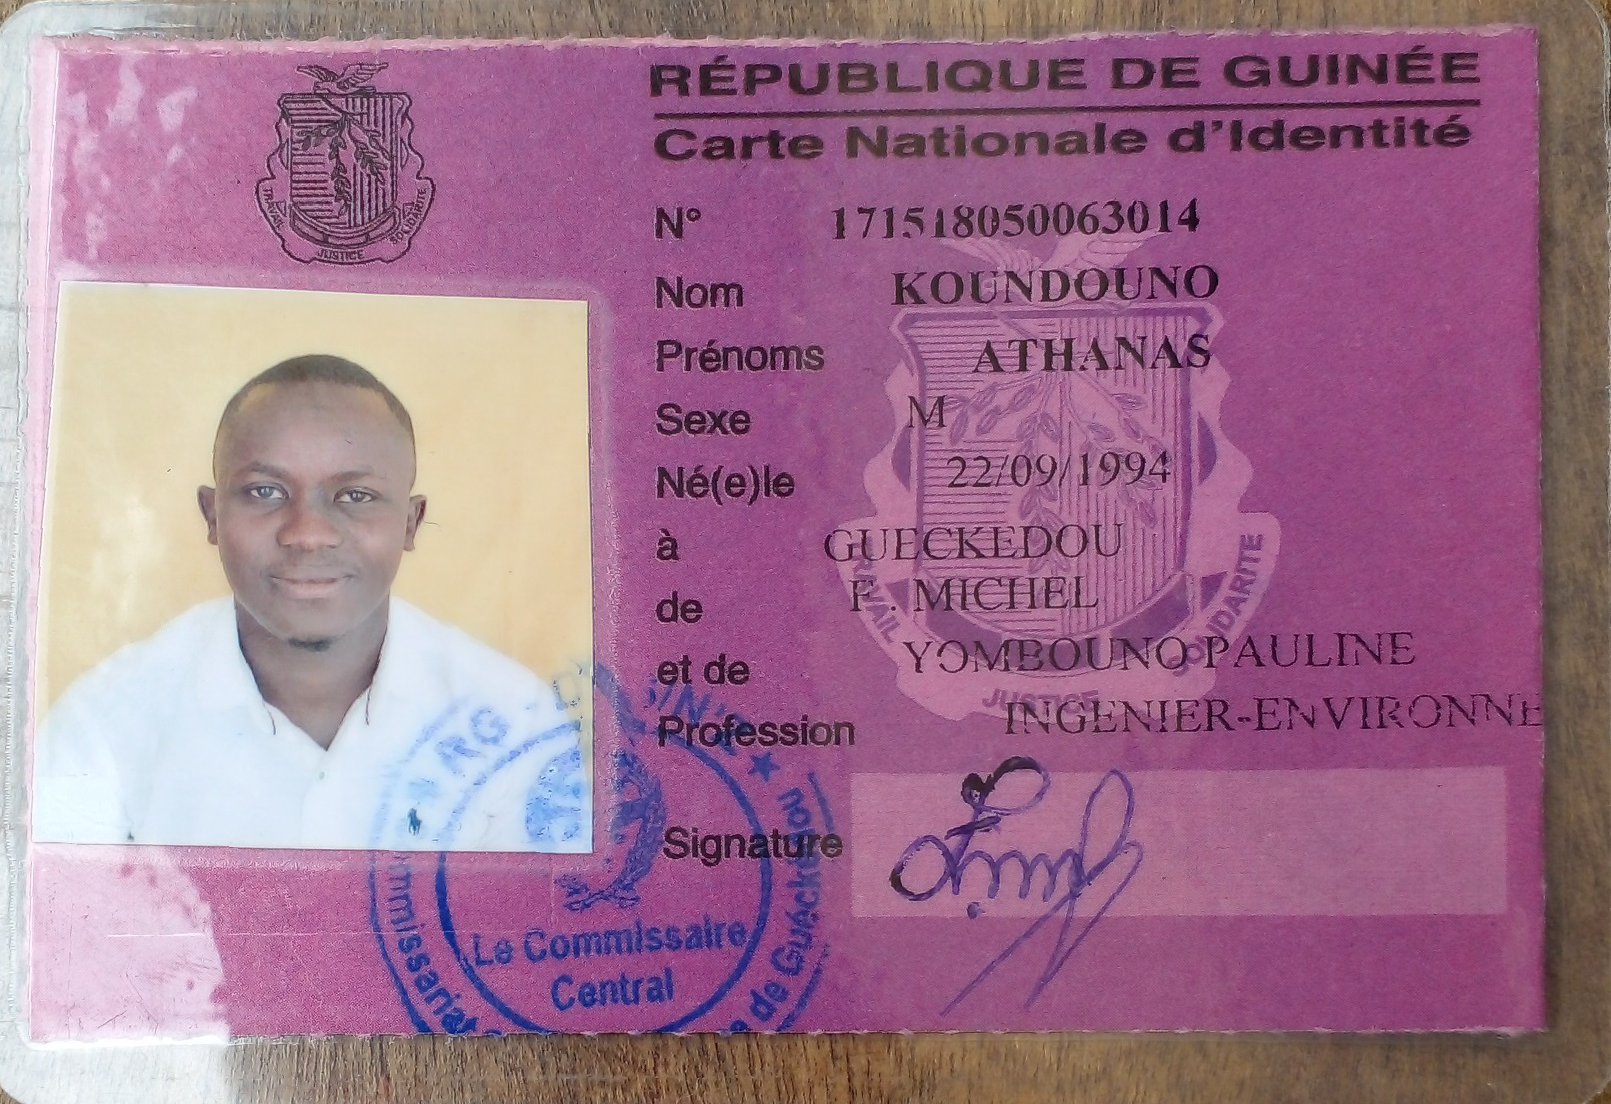 RÉPUBLIQUE DE GUINÉE
Carte Nationale d'Identité
TRAVAIL JUSTICE SOLIDARITE
N° 171518050063014
Nom KOUNDOUNO
Prénoms ATHANAS
Sexe M
Né(e)le 22/09/1994
à GUECKEDOU
de F. MICHEL
et de YOMBOUNO PAULINE
Profession INGENIER-ENVIRONNE
TRAVAIL JUSTICE SOLIDARITE
Signature
Le Commissaire
Central
Commissariat
de Guéckédou